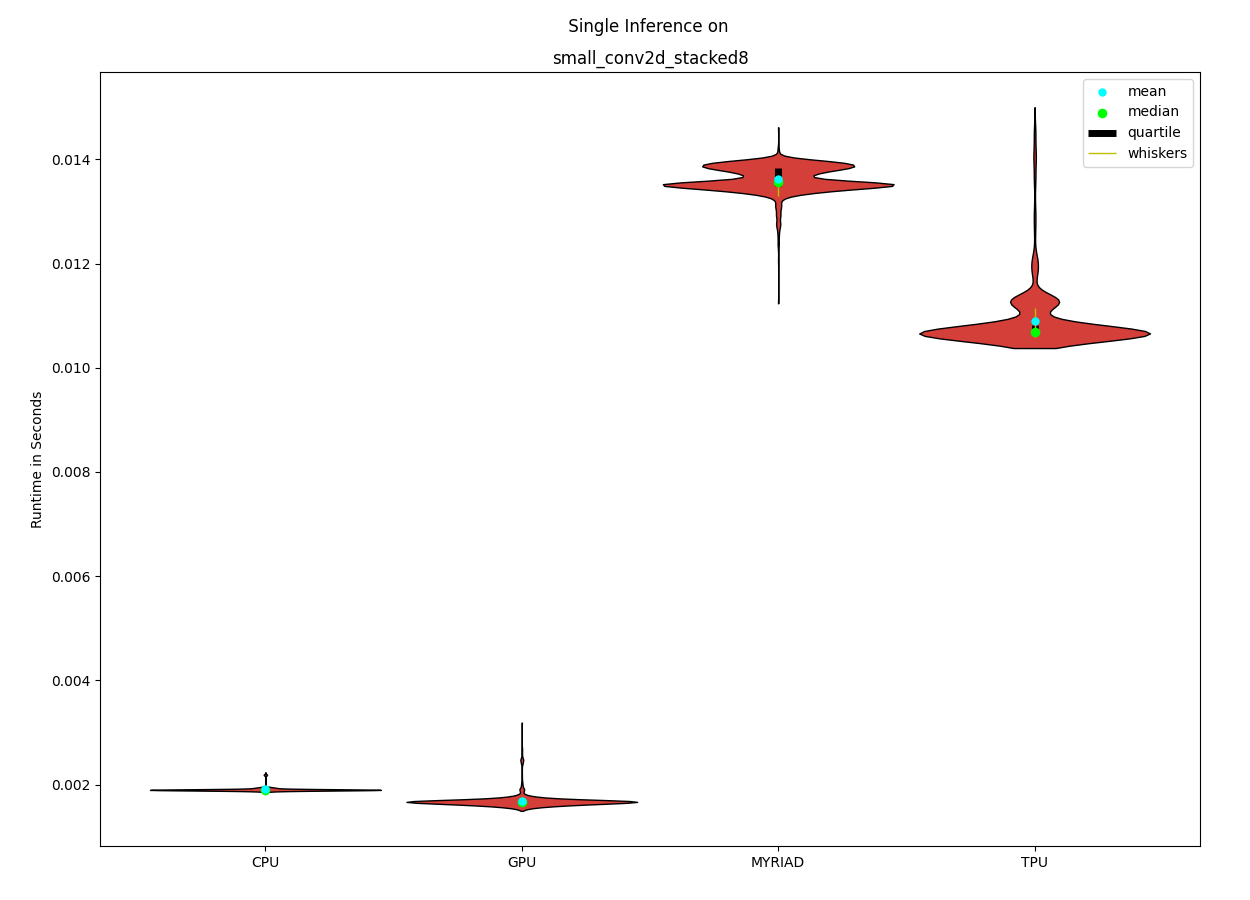 Single Inference on
small_conv2d_stacked8
mean
median
quartile
whiskers
Runtime in Seconds
0.014
0.012
0.010
0.008
0.006
0.004
0.002
CPU
GPU
MYRIAD
TPU